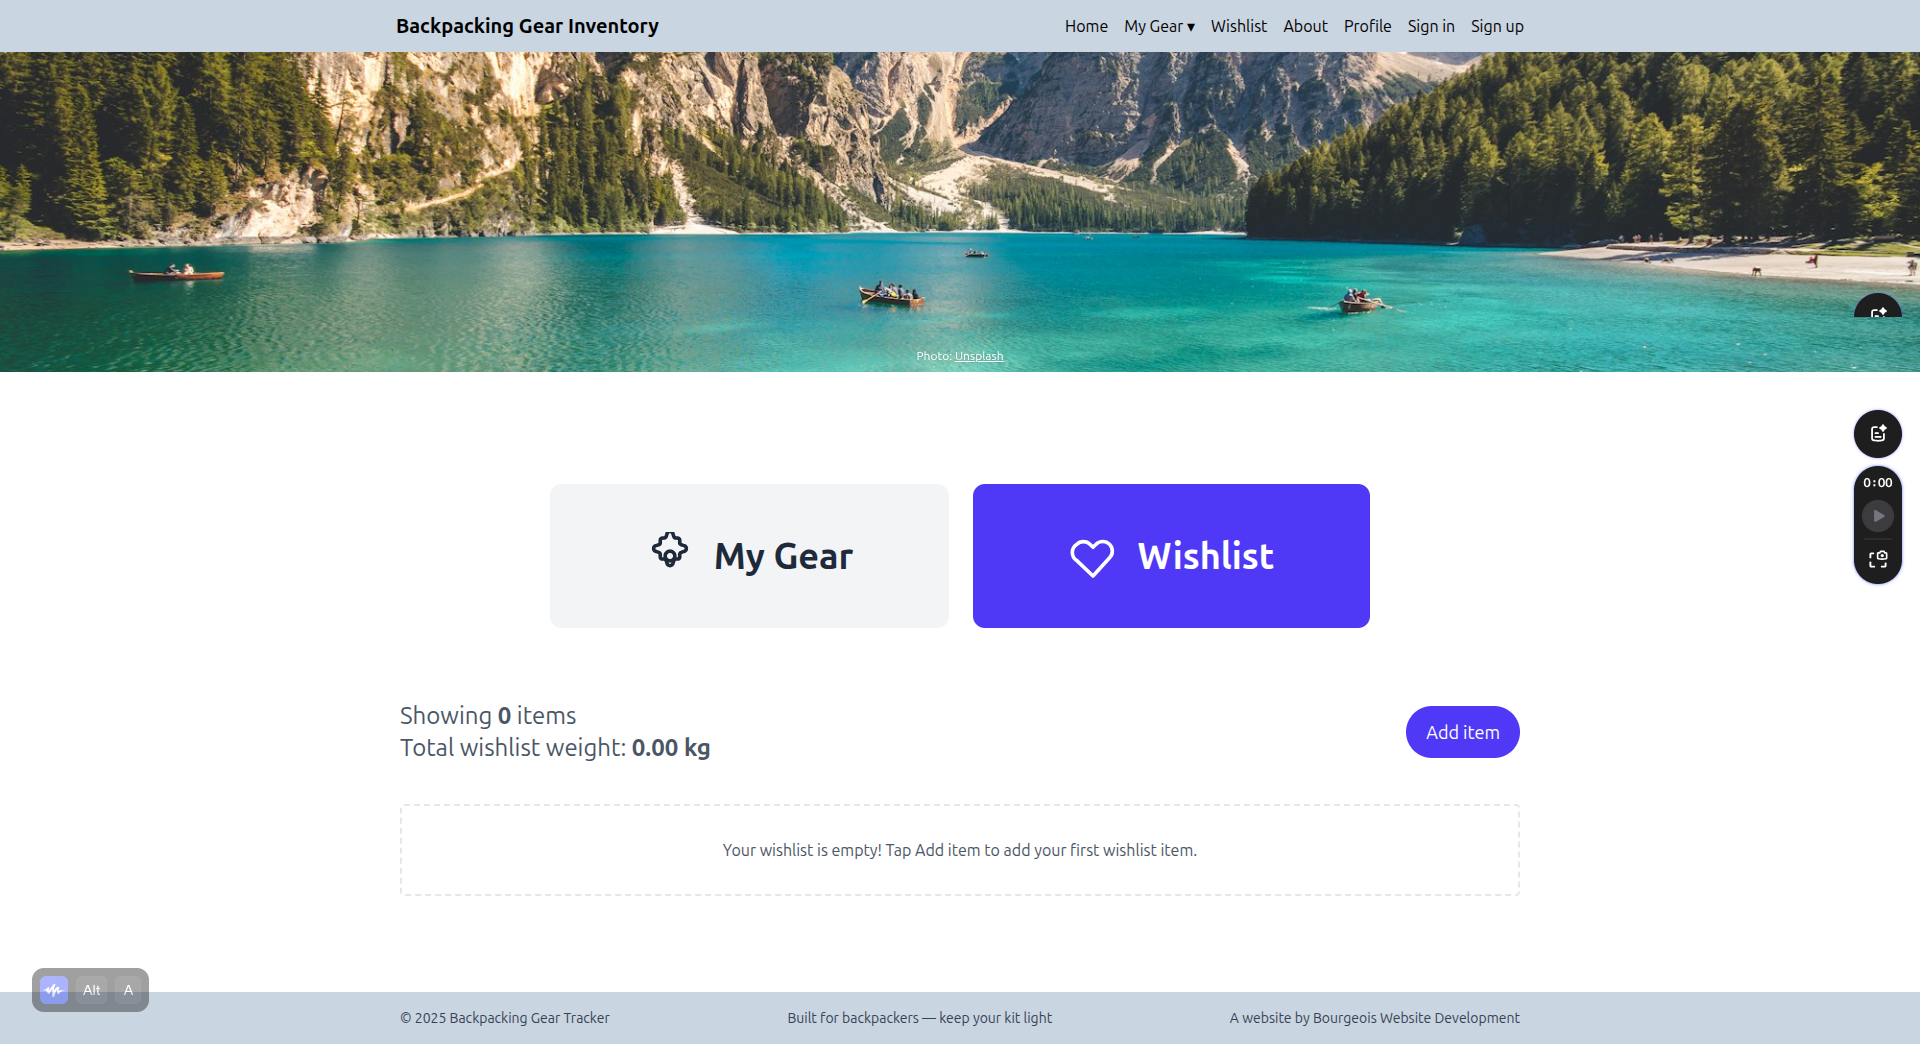 Backpacking Gear Inventory
Home My Gear ▾ Wishlist About Profile Sign in Sign up
Photo: Unsplash
0:00
My Gear
Wishlist
Showing 0 items
Total wishlist weight: 0.00 kg
Add item
Your wishlist is empty! Tap Add item to add your first wishlist item.
Alt A
© 2025 Backpacking Gear Tracker
Built for backpackers — keep your kit light
A website by Bourgeois Website Development